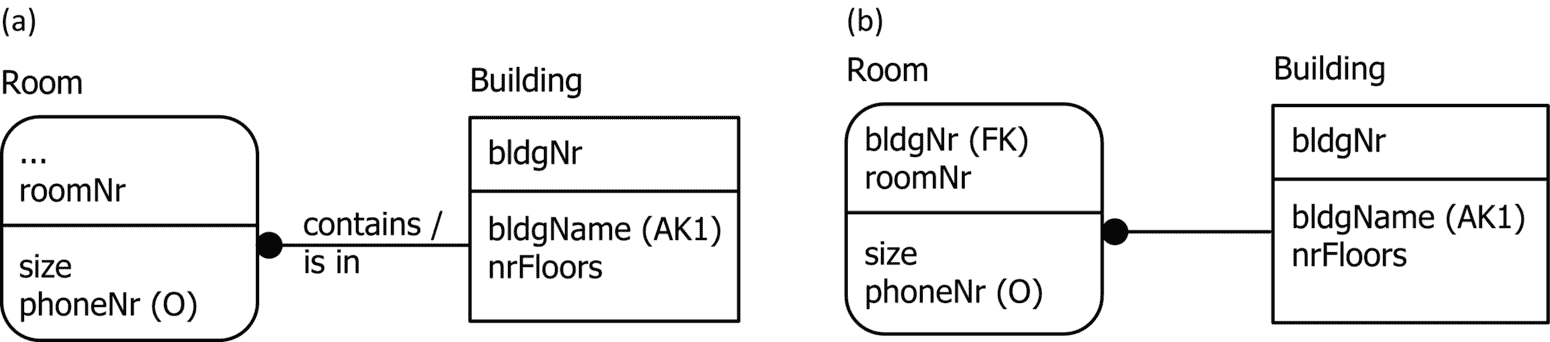 (a)
Room
...
roomNr
size
phoneNr (O)
contains /
is in
Building
bldgNr
bldgName (AK1)
nrFloors
(b)
Room
bldgNr (FK)
roomNr
size
phoneNr (O)
Building
bldgNr
bldgName (AK1)
nrFloors